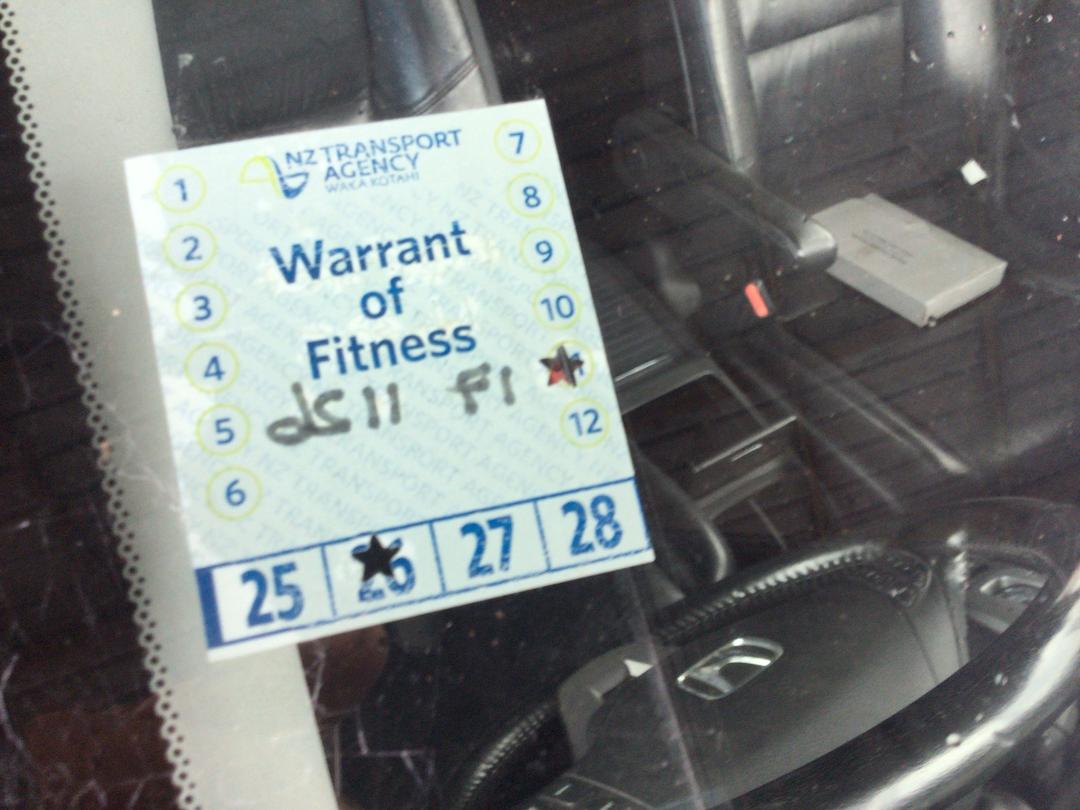 NZ TRANSPORT
AGENCY
WAKA KOTAHI
Warrant
of
Fitness
1
2
3
4
5
6
7
8
9
10
12
25 26 27 28